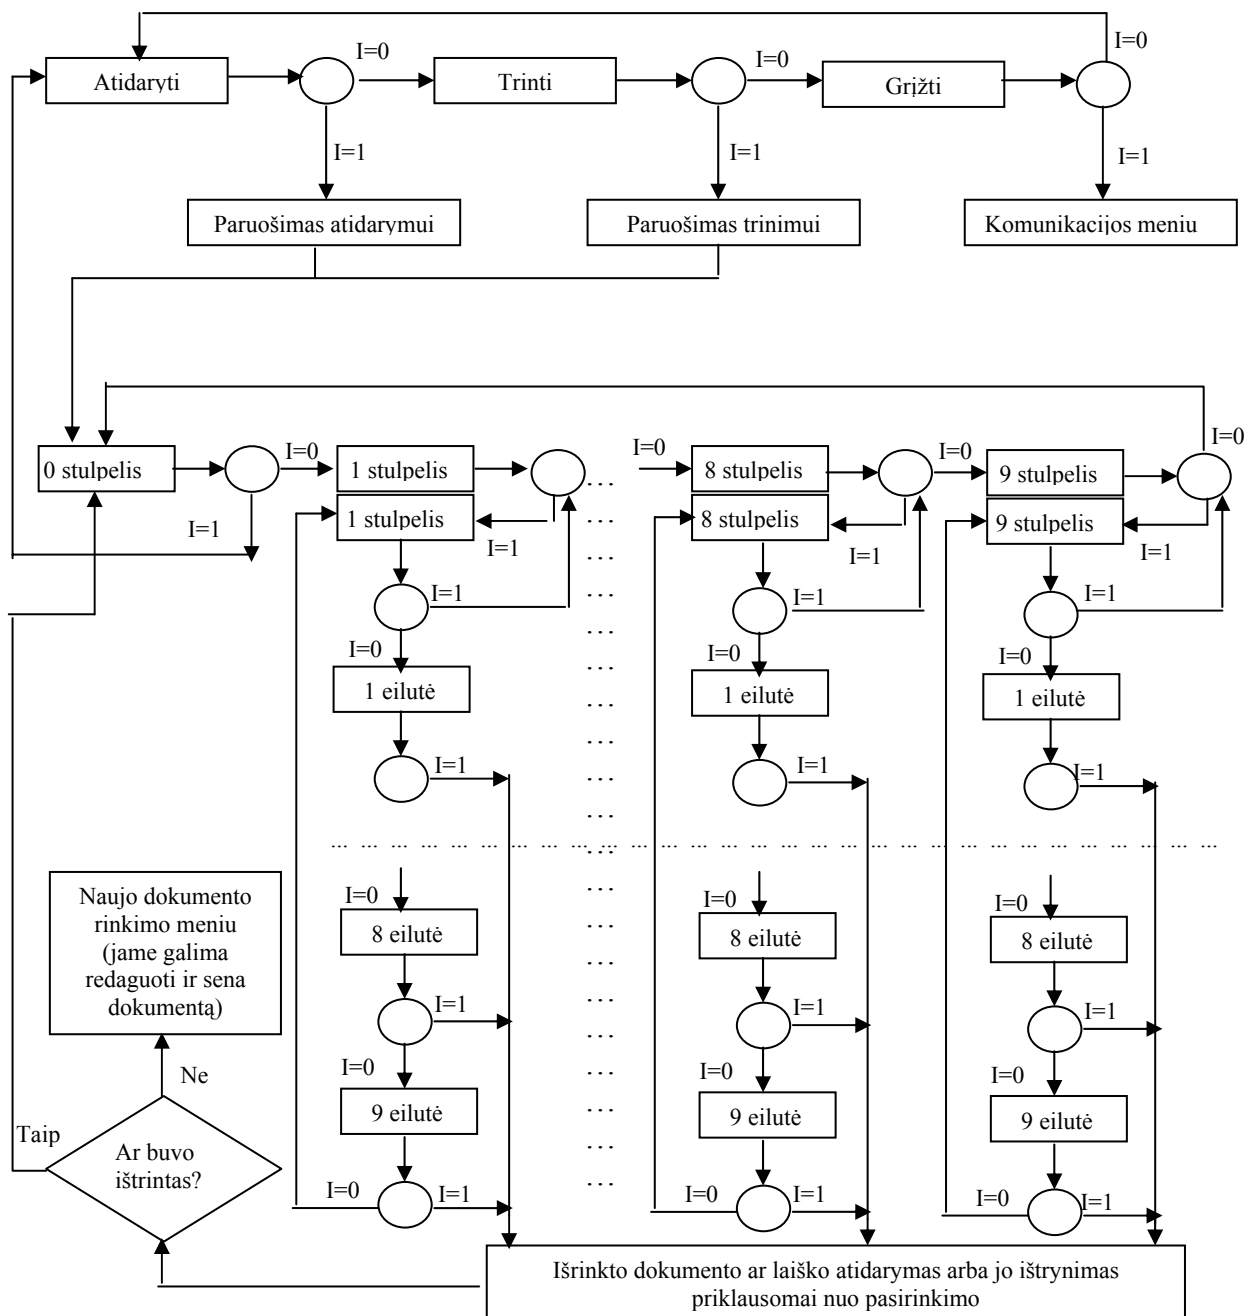 I=0
I=0
I=0
Atidaryti
Trinti
Grįžti
I=1
I=1
I=1
Paruošimas atidarymui
Paruošimas trinimui
Komunikacijos meniu
I=0
I=0
I=0
I=0
0 stulpelis
1 stulpelis
8 stulpelis
9 stulpelis
1 stulpelis
8 stulpelis
9 stulpelis
I=1
I=1
I=1
I=1
I=1
I=1
I=1
I=0
I=0
I=0
1 eilutė
1 eilutė
1 eilutė
I=1
I=1
I=1
I=0
I=0
I=0
Naujo dokumento
rinkimo meniu
(jame galima
redaguoti ir sena
dokumentą)
8 eilutė
8 eilutė
8 eilutė
I=1
I=1
I=1
I=0
I=0
I=0
Ne
9 eilutė
9 eilutė
9 eilutė
Taip
Ar buvo
ištrintas?
I=0
I=1
I=0
I=1
I=0
I=1
Išrinkto dokumento ar laiško atidarymas arba jo ištrynimas
priklausomai nuo pasirinkimo